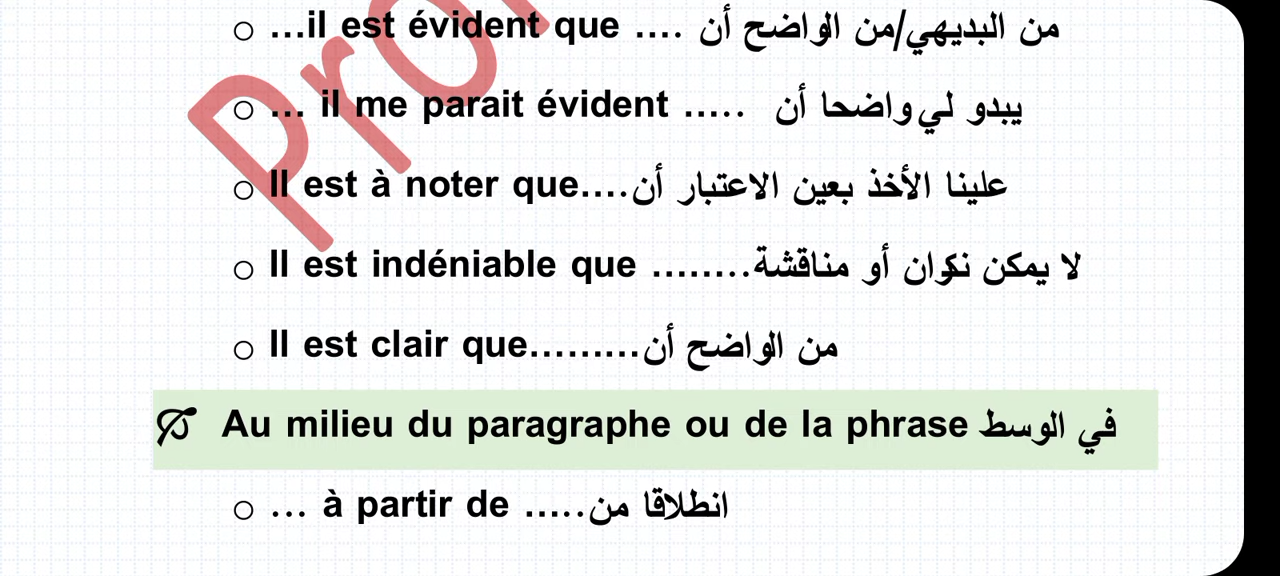 o ...il est évident que .... من البديهي/من الواضح أن
o ... il me parait évident ..... يبدو لي واضحا أن
o Il est à noter que....علينا الأخذ بعين الاعتبار أن
o Il est indéniable que ........لا يمكن نكران أو مناقشة
o Il est clair que.........من الواضح أن
Au milieu du paragraphe ou de la phrase في الوسط
o ... à partir de .....انطلاقا من